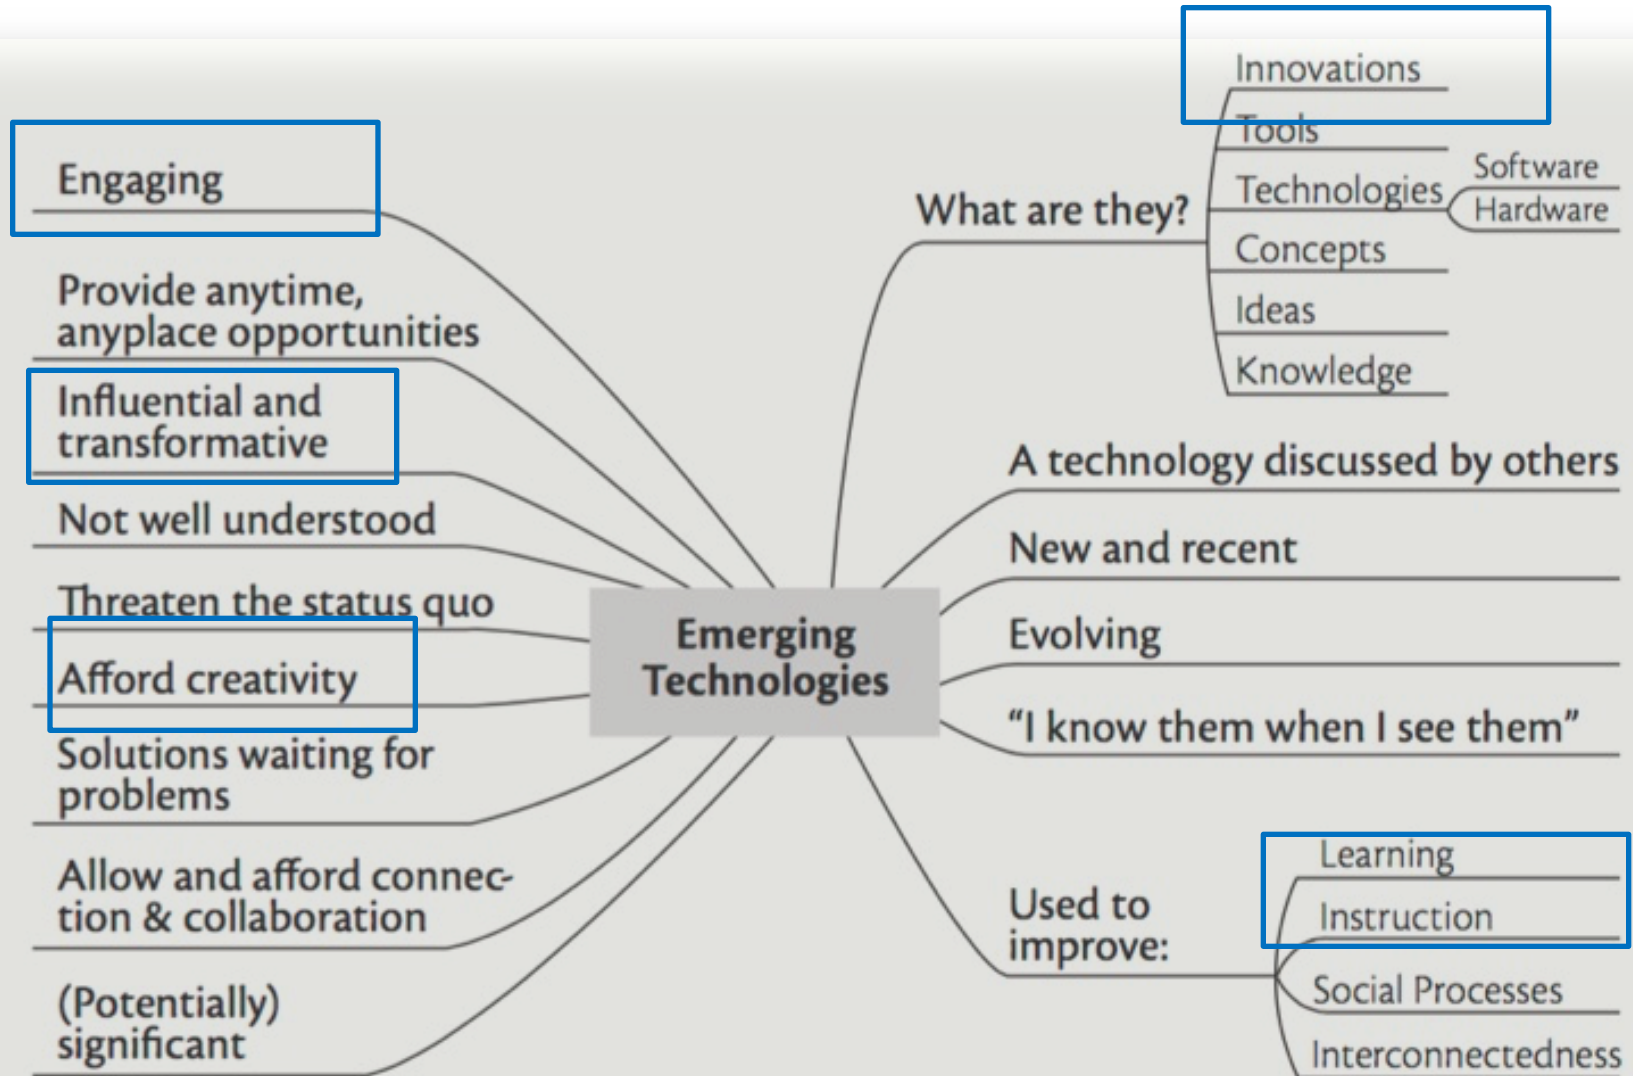 Engaging
Provide anytime,
anyplace opportunities
Influential and
transformative
Not well understood
Threaten the status quo
Afford creativity
Solutions waiting for
problems
Allow and afford connec-
tion & collaboration
(Potentially)
significant
Emerging
Technologies
What are they?
Innovations
Tools
Technologies
Software
Hardware
Concepts
Ideas
Knowledge
A technology discussed by others
New and recent
Evolving
“I know them when I see them”
Used to
improve:
Learning
Instruction
Social Processes
Interconnectedness